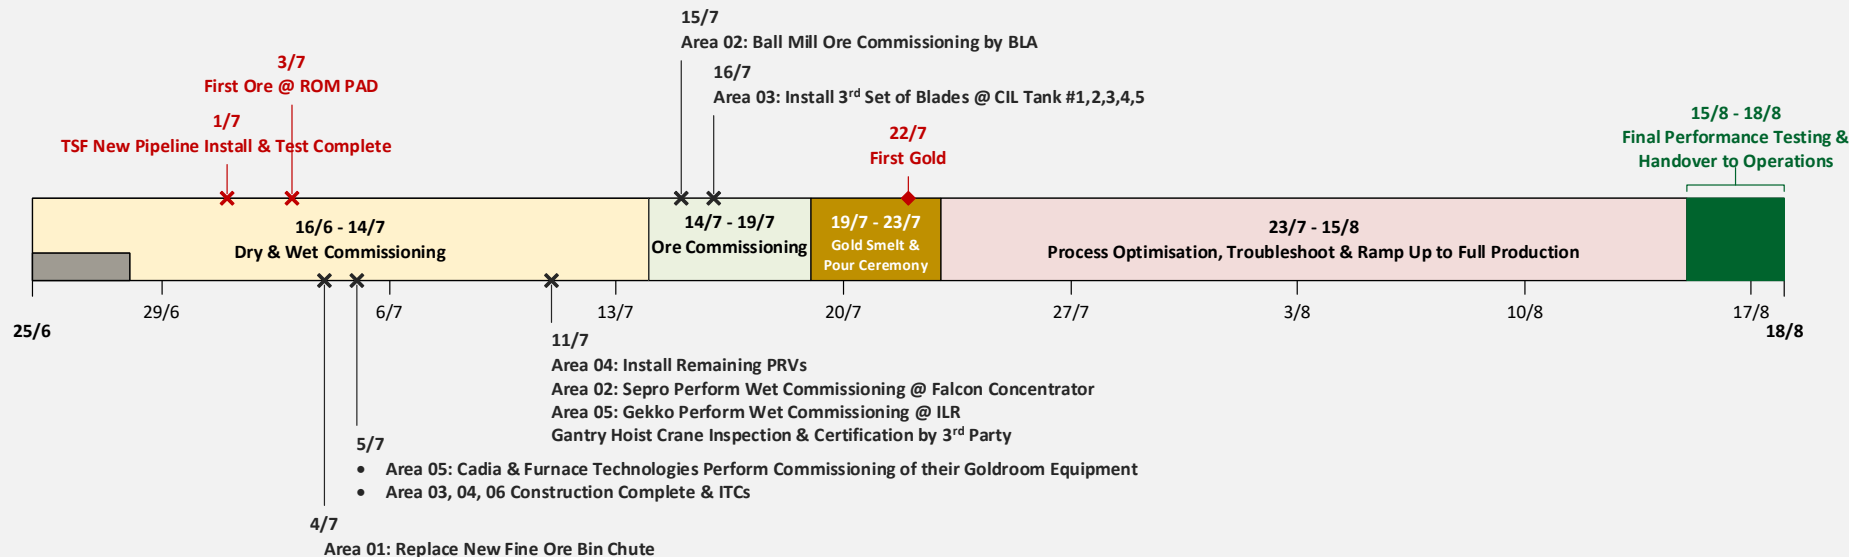 15/7
Area 02: Ball Mill Ore Commissioning by BLA
3/7
First Ore @ ROM PAD
16/7
Area 03: Install 3rd Set of Blades @ CIL Tank #1,2,3,4,5
1/7
TSF New Pipeline Install & Test Complete
22/7
First Gold
15/8 - 18/8
Final Performance Testing &
Handover to Operations
16/6 - 14/7
Dry & Wet Commissioning
14/7 - 19/7
Ore Commissioning
19/7 - 23/7
Gold Smelt &
Pour Ceremony
23/7 - 15/8
Process Optimisation, Troubleshoot & Ramp Up to Full Production
25/6
29/6
6/7
13/7
20/7
27/7
3/8
10/8
17/8
18/8
11/7
Area 04: Install Remaining PRVs
Area 02: Sepro Perform Wet Commissioning @ Falcon Concentrator
Area 05: Gekko Perform Wet Commissioning @ ILR
Gantry Hoist Crane Inspection & Certification by 3rd Party
5/7
• Area 05: Cadia & Furnace Technologies Perform Commissioning of their Goldroom Equipment
• Area 03, 04, 06 Construction Complete & ITCs
4/7
Area 01: Replace New Fine Ore Bin Chute